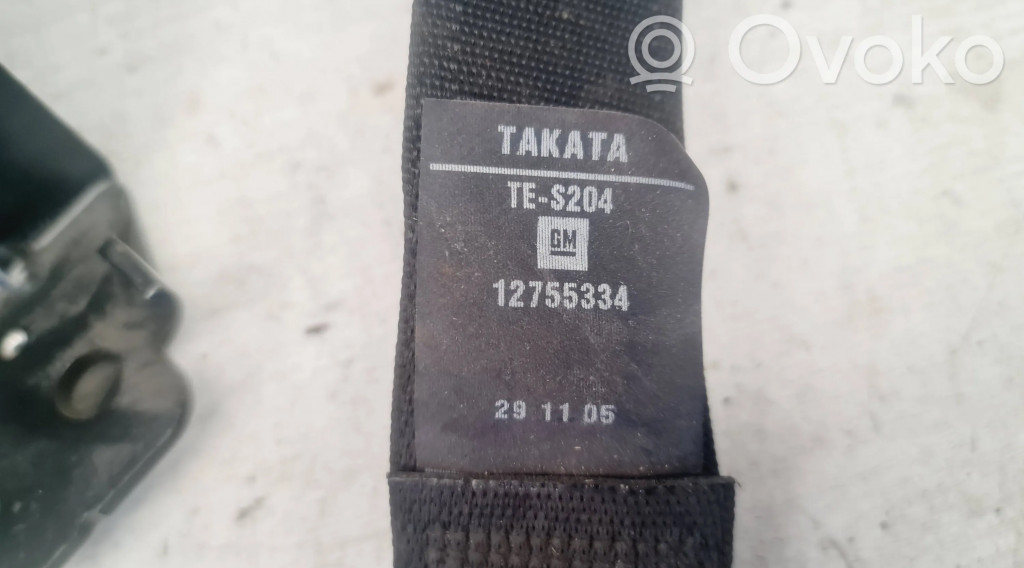 Ovoko
TAKATA
TE-S204
GM
12755334
29 11 05